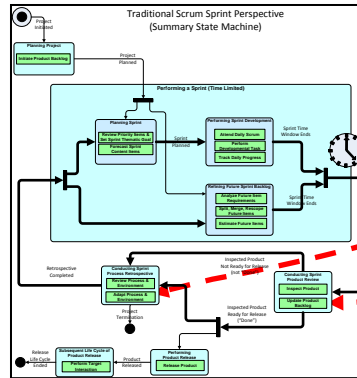 Traditional Scrum Sprint Perspective
(Summary State Machine)
Project
Initiated
Planning Project
Initiate Product Backlog
Project
Planned
Performing a Sprint (Time Limited)
Planning Sprint
Review Priority Items &
Set Sprint Thematic Goal
Forecast Sprint
Content Items
Sprint
Planned
Performing Sprint Development
Attend Daily Scrum
Perform
Developmental Task
Track Daily Progress
Sprint Time
Window Ends
Refining Future Sprint Backlog
Analyze Future Item
Requirements
Split, Merge, Rescope
Future Items
Estimate Future Items
Sprint Time
Window Ends
Inspected Product
Not Ready for Release
(not
Retrospective
Completed
Conducting Sprint
Process Retrospective
Review Process &
Environment
Adapt Process &
Environment
Conducting Sprint
Product Review
Inspect Product
Update Product
Backlog
Inspected Product
Ready for Release
("Done")
Project
Termination
Release
Life Cycle
Ended
Subsequent Life Cycle of
Product Release
Perform Target
Interaction
Product
Released
Performing
Product Release
Release Product